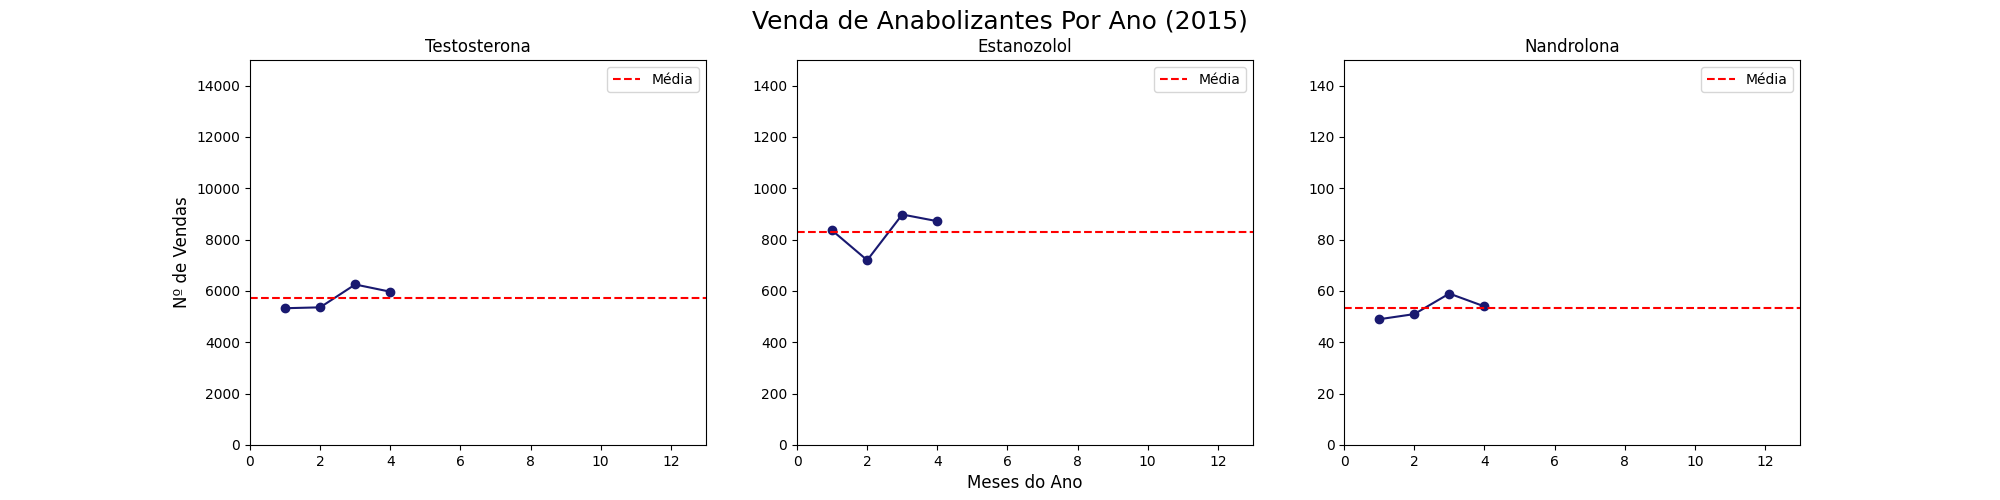 Venda de Anabolizantes Por Ano (2015)
Testosterona
Média
14000
12000
10000
8000
6000
4000
2000
0
0 2 4 6 8 10 12
Nº de Vendas
Estanozolol
Média
1400
1200
1000
800
600
400
200
0
0 2 4 6 8 10 12
Meses do Ano
Nandrolona
Média
140
120
100
80
60
40
20
0
0 2 4 6 8 10 12